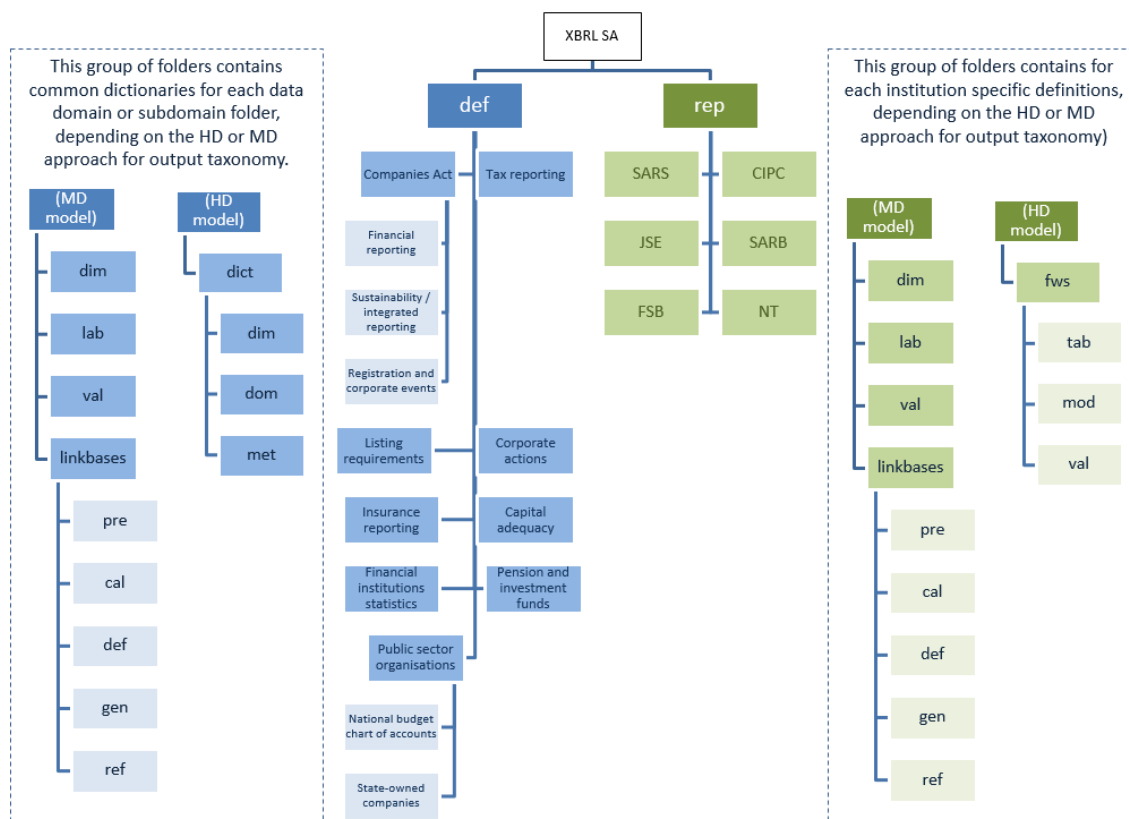 XBRL SA
This group of folders contains
common dictionaries for each data
domain or subdomain folder,
depending on the HD or MD
approach for output taxonomy.
(MD
model)
dim
lab
val
linkbases
pre
cal
def
gen
ref
(HD
model)
dict
dim
dom
met
def
Companies Act
Tax reporting
Financial
reporting
Sustainability /
integrated
reporting
Registration and
corporate events
Listing
requirements
Corporate
actions
Insurance
reporting
Capital
adequacy
Financial
institutions
statistics
Pension and
investment
funds
Public sector
organisations
National budget
chart of accounts
State-owned
companies
rep
SARS
CIPC
JSE
SARB
FSB
NT
This group of folders contains for
each institution specific definitions,
depending on the HD or MD
approach for output taxonomy)
(MD
model)
dim
lab
val
linkbases
pre
cal
def
gen
ref
(HD
model)
fws
tab
mod
val